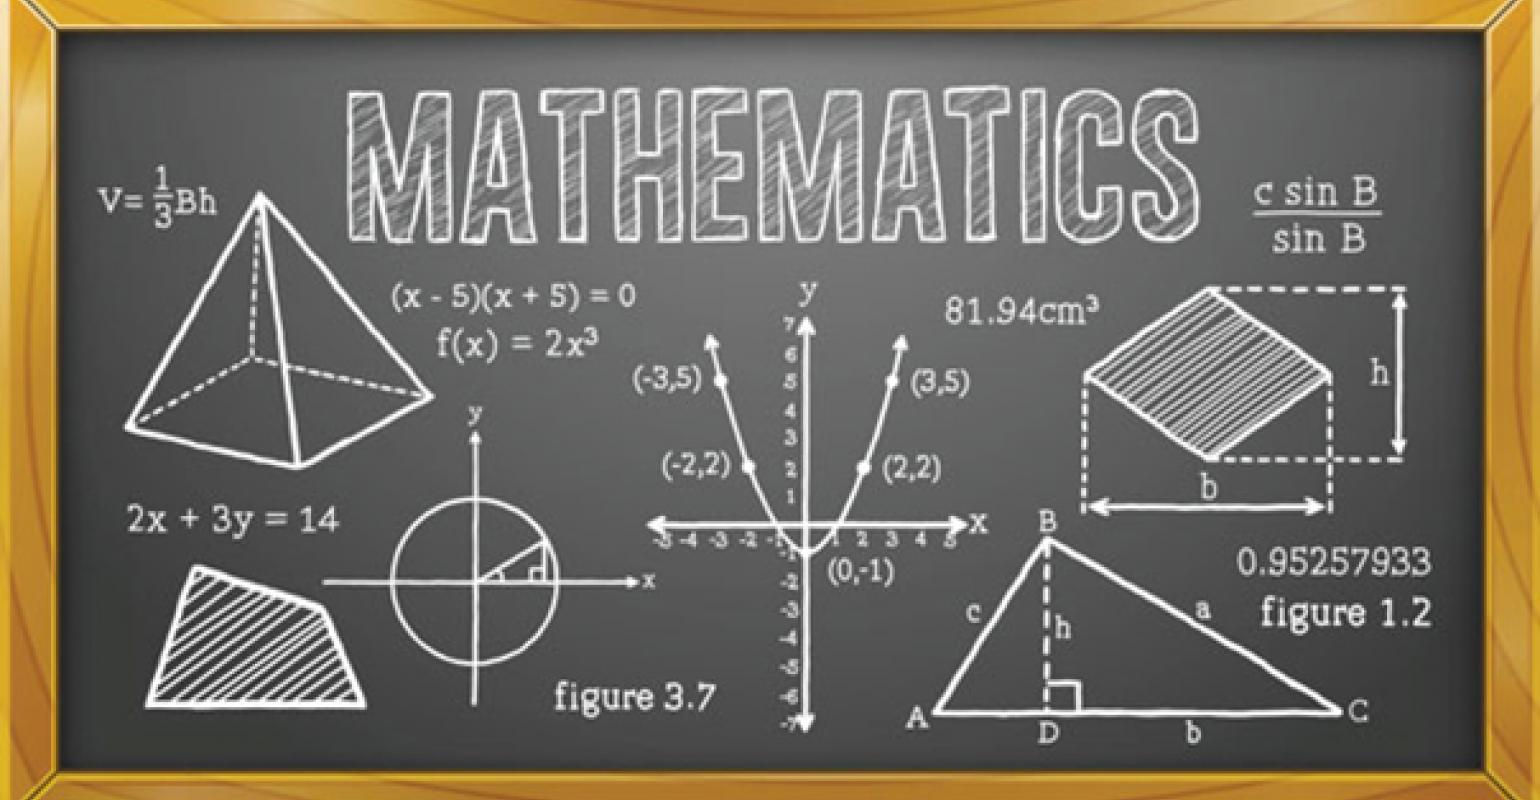 MATHEMATICS
V= 1/3 Bh
c sin B
sin B
(x - 5)(x + 5) = 0
f(x) = 2x³
81.94cm³
y
7
6
5
4
3
2
1
(-3,5)
(3,5)
(-2,2)
(2,2)
-5 -4 -3 -2 -1 1 2 3 4 5
x
-1
(0,-1)
-2
-3
-4
-5
-6
-7
h
b
y
x
2x + 3y = 14
figure 3.7
B
c
h
a
A
D
b
C
0.95257933
figure 1.2